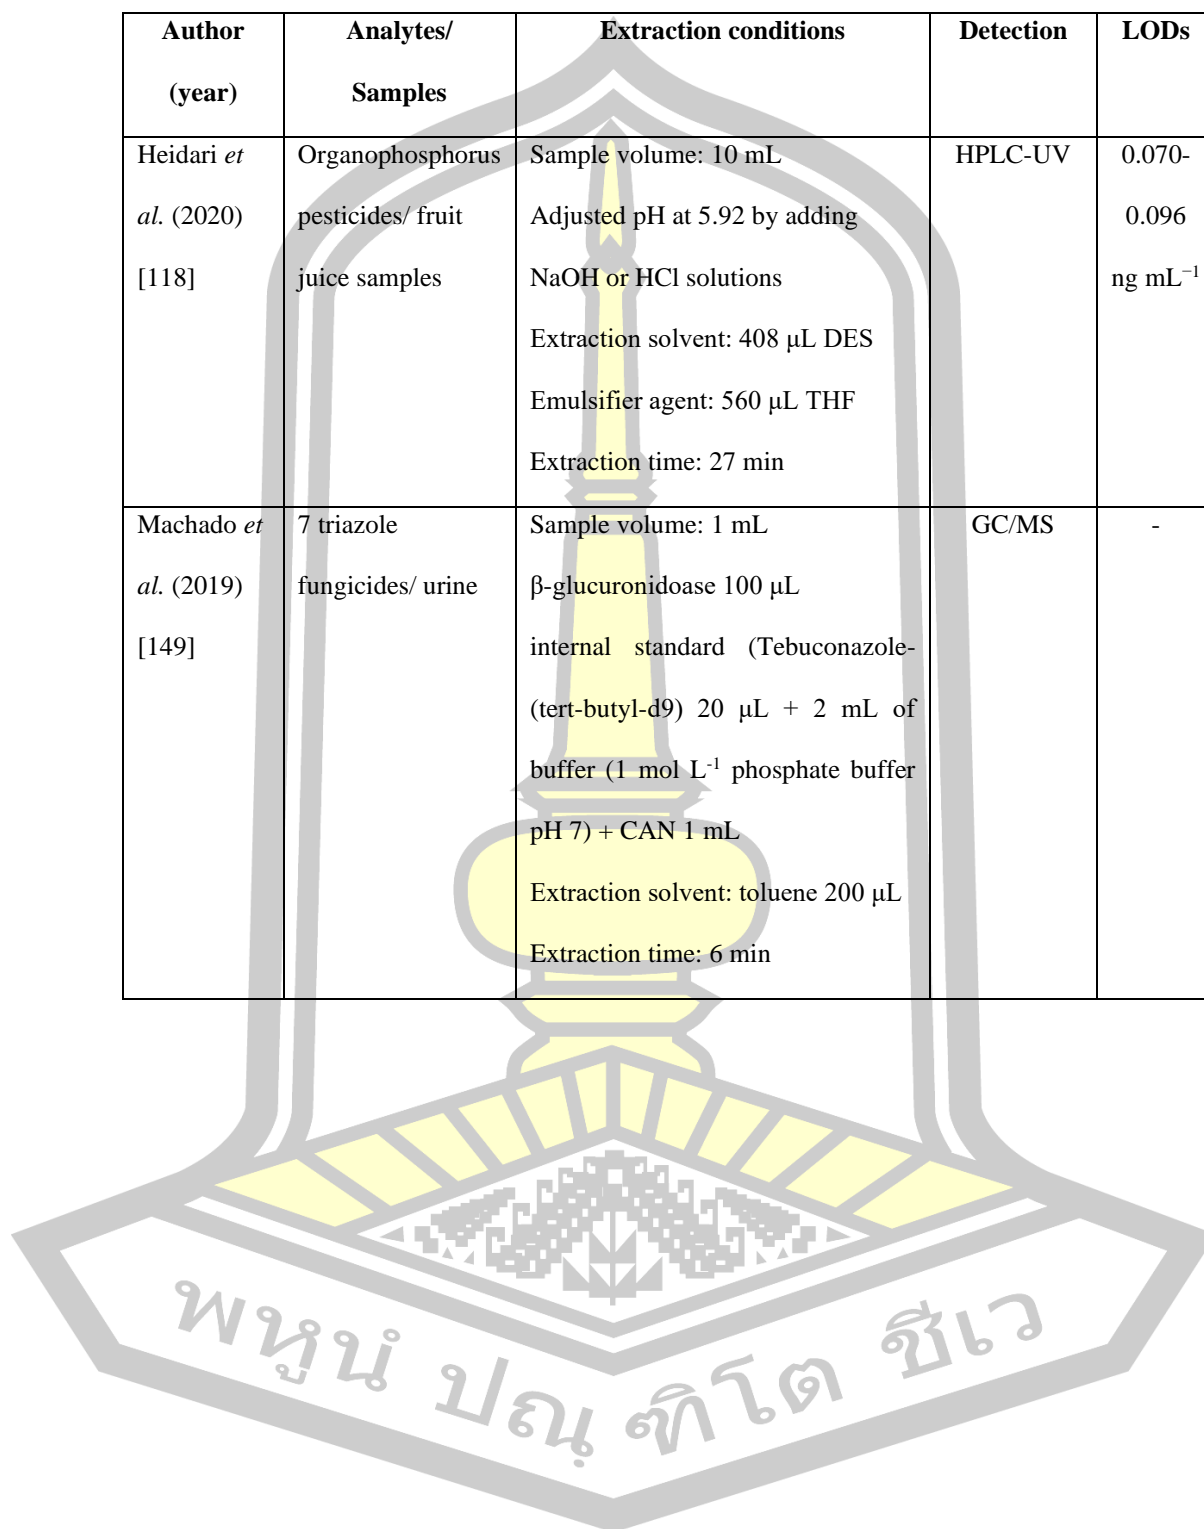 Author (year)
Analytes/ Samples
Extraction conditions
Detection
LODs
Heidari et
al. (2020)
[118]
Organophosphorus
pesticides/ fruit
juice samples
Sample volume: 10 mL
Adjusted pH at 5.92 by adding
NaOH or HCl solutions
Extraction solvent: 408 μL DES
Emulsifier agent: 560 μL THF
Extraction time: 27 min
HPLC-UV
0.070-
0.096
ng mL⁻¹
Machado et
al. (2019)
[149]
7 triazole
fungicides/ urine
Sample volume: 1 mL
β-glucuronidoase 100 μL
internal standard (Tebuconazole-
(tert-butyl-d9) 20 μL + 2 mL of
buffer (1 mol L⁻¹ phosphate buffer
pH 7) + CAN 1 mL
Extraction solvent: toluene 200 μL
Extraction time: 6 min
GC/MS
-
พหูนํ ปณฺฑิโต ชีเว